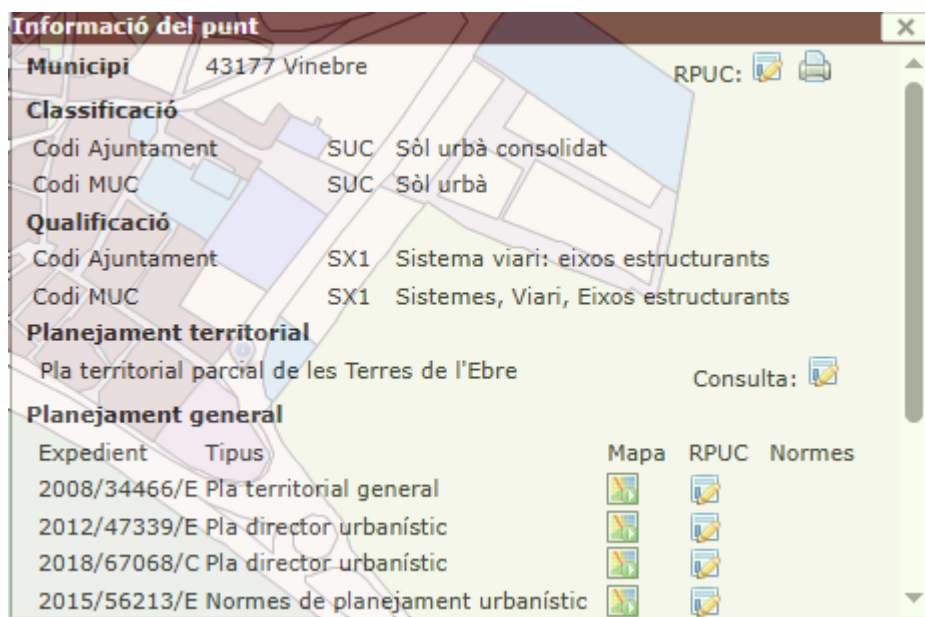 Informació del punt
Municipi 43177 Vinebre RPUC:
Classificació
Codi Ajuntament SUC Sòl urbà consolidat
Codi MUC SUC Sòl urbà
Qualificació
Codi Ajuntament SX1 Sistema viari: eixos estructurants
Codi MUC SX1 Sistemes, Viari, Eixos estructurants
Planejament territorial
Pla territorial parcial de les Terres de l'Ebre Consulta:
Planejament general
Expedient Tipus Mapa RPUC Normes
2008/34466/E Pla territorial general
2012/47339/E Pla director urbanístic
2018/67068/C Pla director urbanístic
2015/56213/E Normes de planejament urbanístic